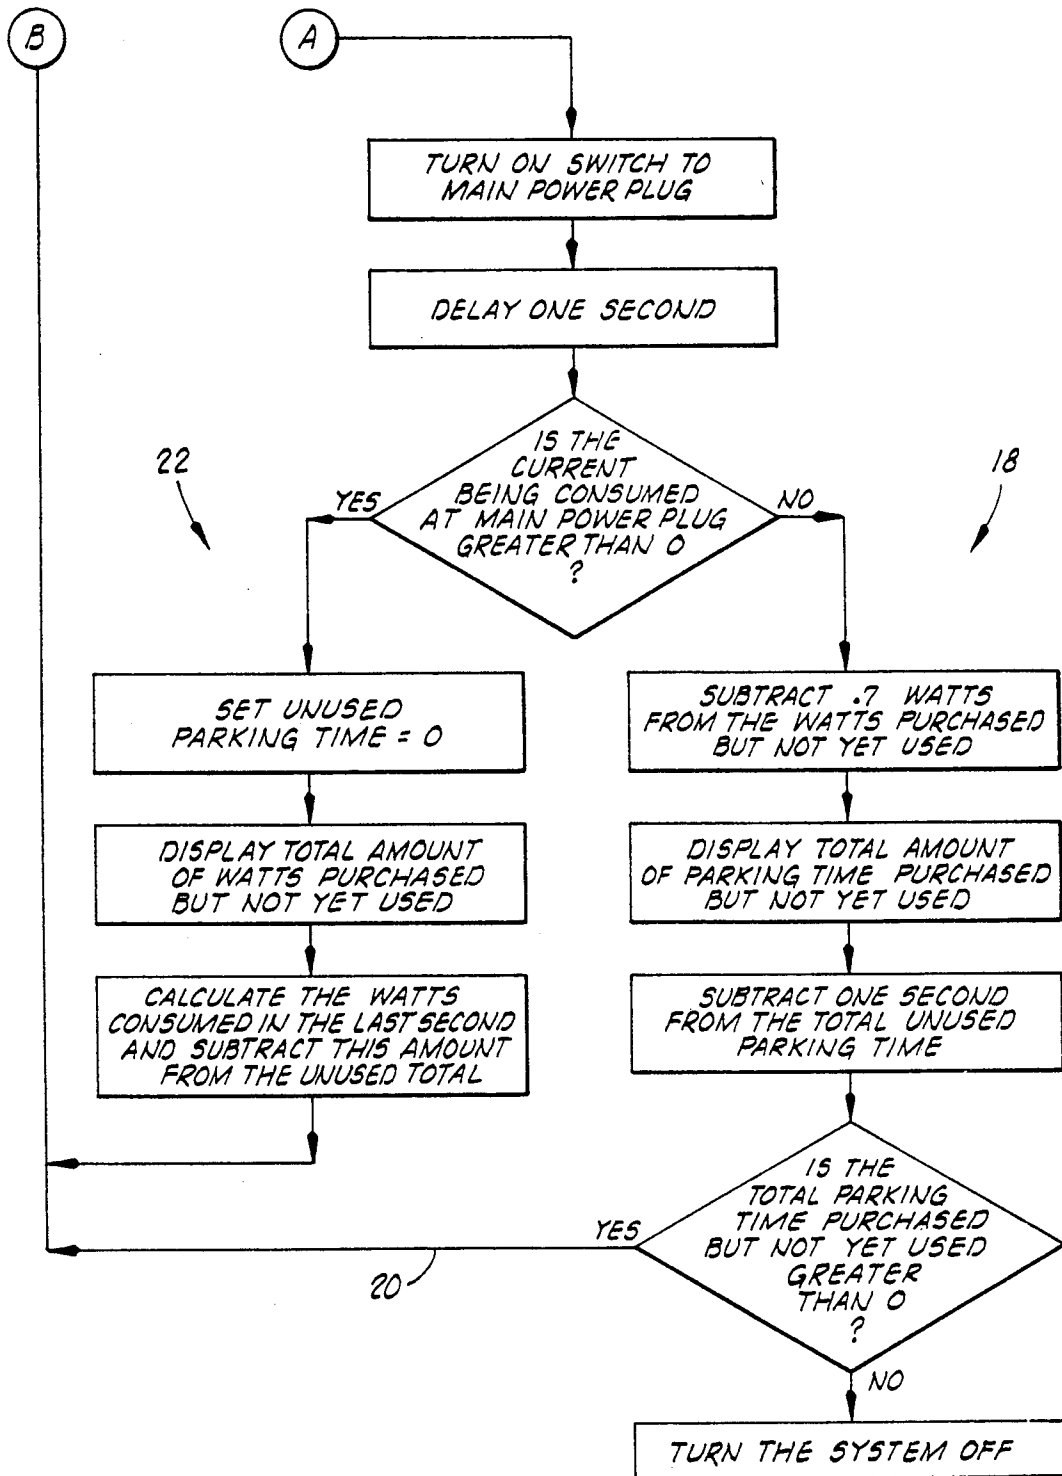 B
A
TURN ON SWITCH TO
MAIN POWER PLUG
DELAY ONE SECOND
IS THE
CURRENT
BEING CONSUMED
AT MAIN POWER PLUG
GREATER THAN 0
?
22
YES
NO
18
SET UNUSED
PARKING TIME = 0
DISPLAY TOTAL AMOUNT
OF WATTS PURCHASED
BUT NOT YET USED
CALCULATE THE WATTS
CONSUMED IN THE LAST SECOND
AND SUBTRACT THIS AMOUNT
FROM THE UNUSED TOTAL
SUBTRACT .7 WATTS
FROM THE WATTS PURCHASED
BUT NOT YET USED
DISPLAY TOTAL AMOUNT
OF PARKING TIME PURCHASED
BUT NOT YET USED
SUBTRACT ONE SECOND
FROM THE TOTAL UNUSED
PARKING TIME
IS THE
TOTAL PARKING
TIME PURCHASED
BUT NOT YET USED
GREATER
THAN 0
?
YES
20
NO
TURN THE SYSTEM OFF